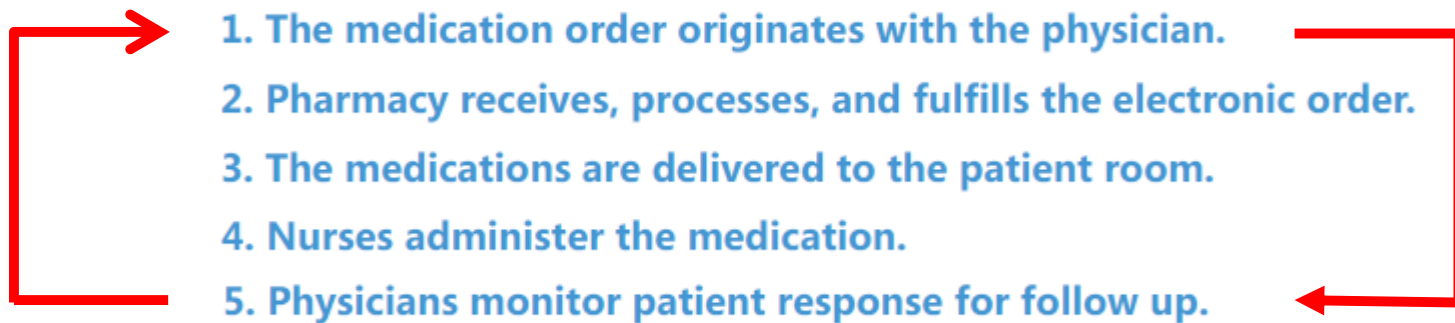 1. The medication order originates with the physician.
2. Pharmacy receives, processes, and fulfills the electronic order.
3. The medications are delivered to the patient room.
4. Nurses administer the medication.
5. Physicians monitor patient response for follow up.